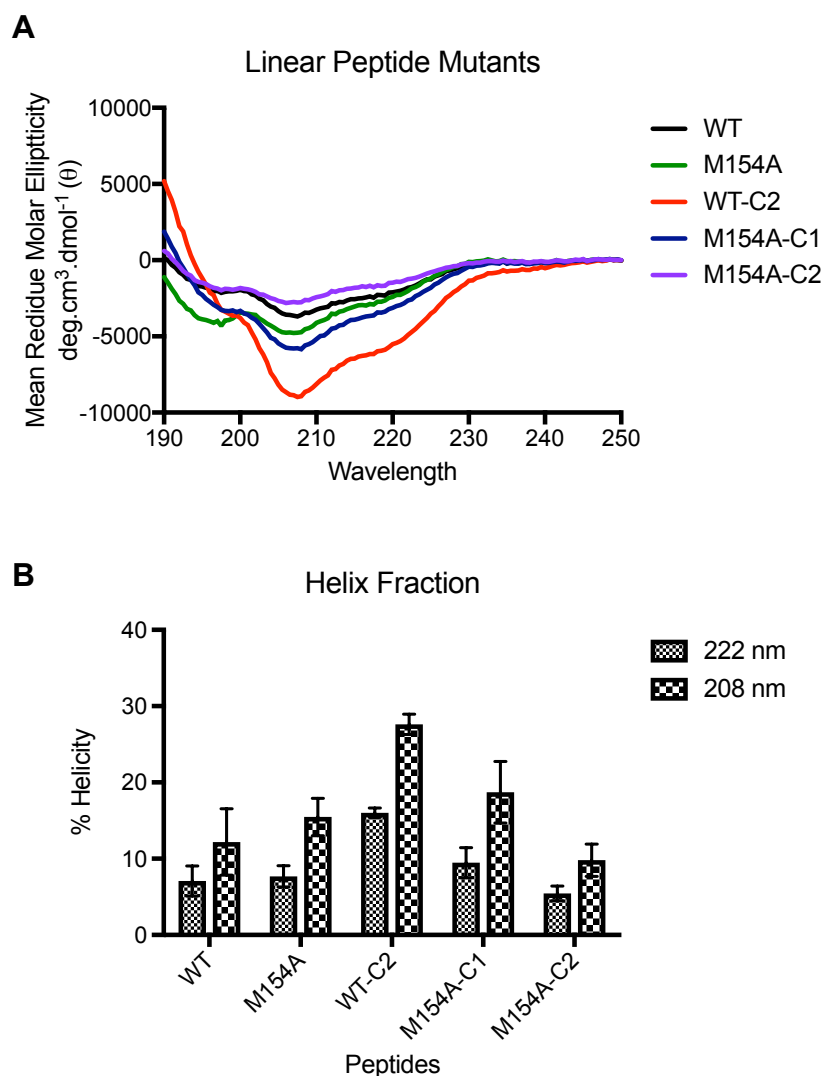 A
Linear Peptide Mutants
Mean Redidue Molar Elliptticity
deg.cm³.dmol⁻¹ (θ)
10000
5000
0
-5000
-10000
190 200 210 220 230 240 250
Wavelength
WT
M154A
WT-C2
M154A-C1
M154A-C2
B
Helix Fraction
% Helicity
40
30
20
10
0
WT M154A WT-C2 M154A-C1 M154A-C2
Peptides
222 nm
208 nm